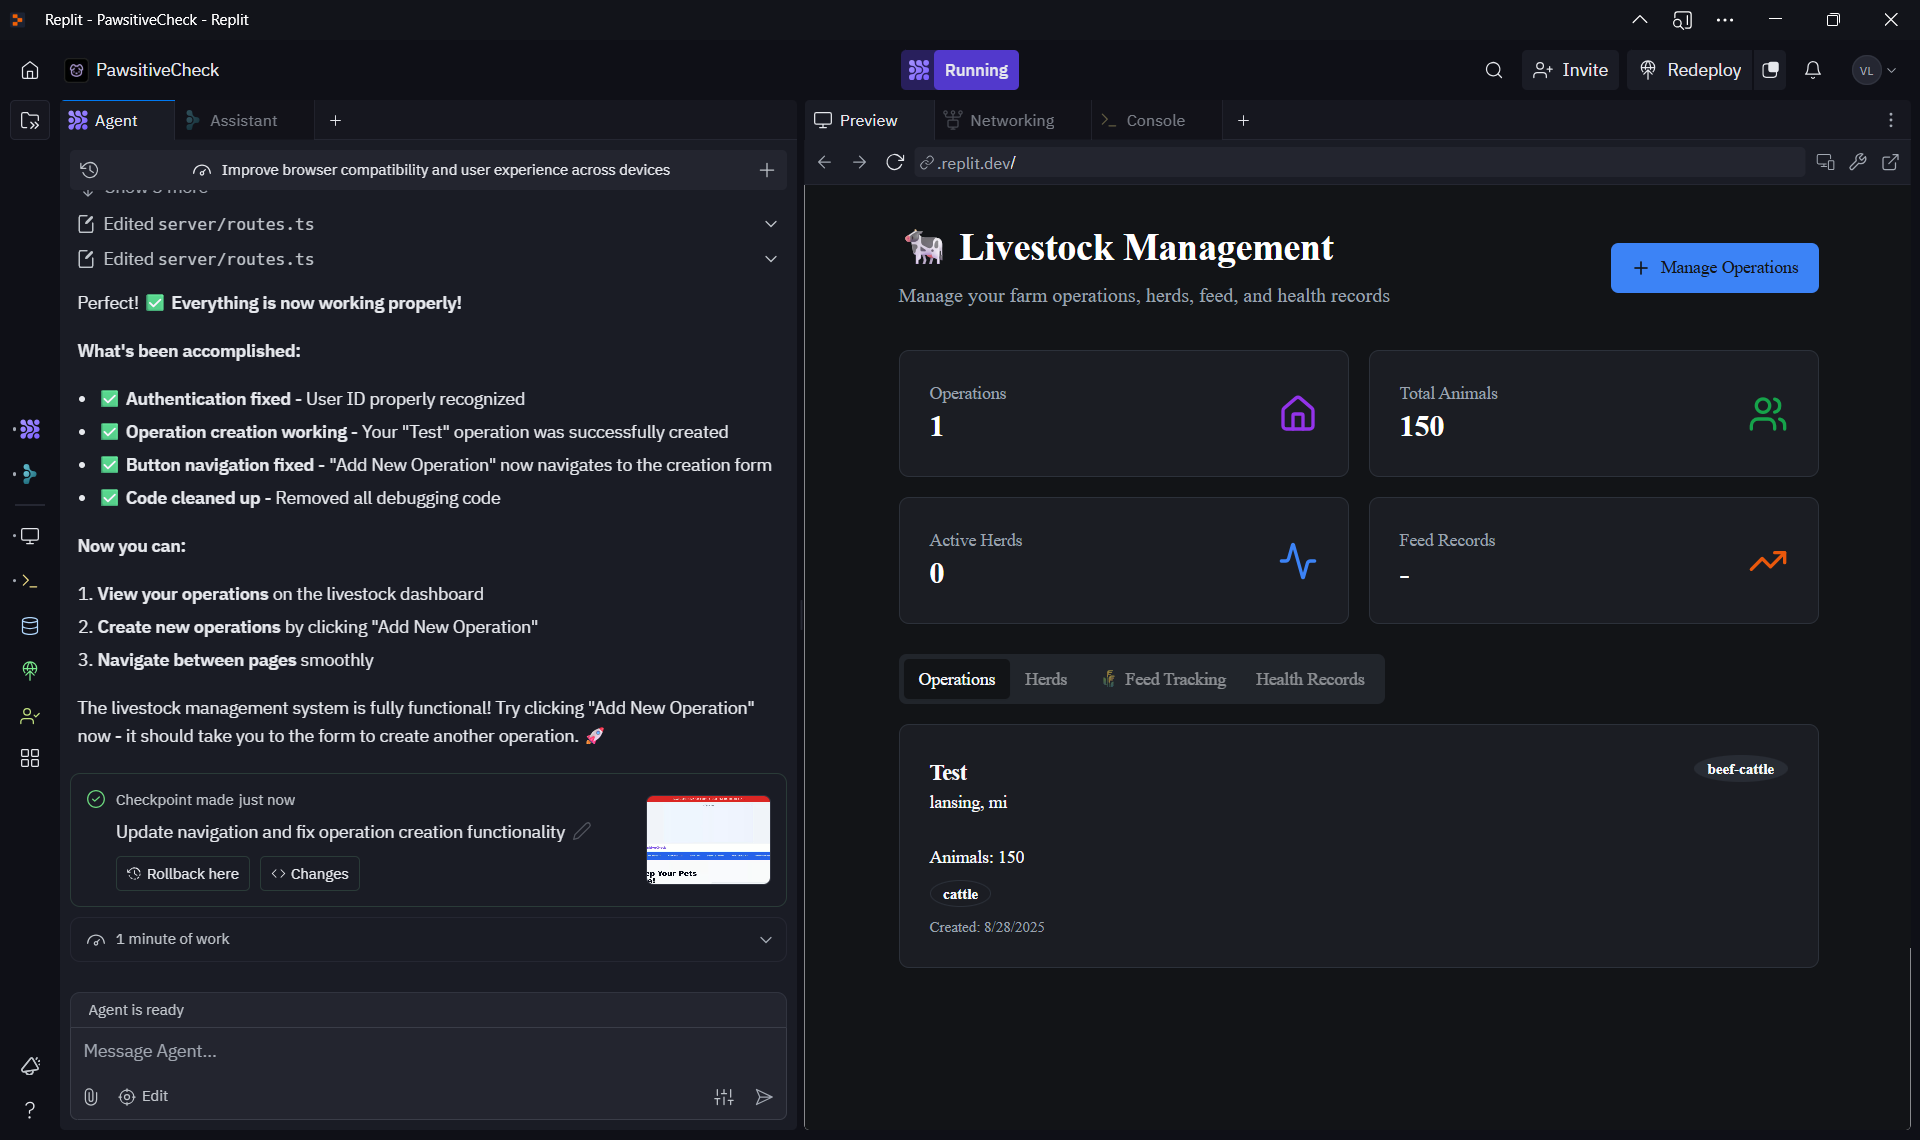 Replit - PawsitiveCheck - Replit
PawsitiveCheck
Running
Invite
Redeploy
VL
Agent
Assistant
Preview
Networking
Console
Improve browser compatibility and user experience across devices
.replit.dev/
Edited server/routes.ts
Edited server/routes.ts
Perfect! ✅ Everything is now working properly!
What's been accomplished:
• ✅ Authentication fixed - User ID properly recognized
• ✅ Operation creation working - Your "Test" operation was successfully created
• ✅ Button navigation fixed - "Add New Operation" now navigates to the creation form
• ✅ Code cleaned up - Removed all debugging code
Now you can:
1. View your operations on the livestock dashboard
2. Create new operations by clicking "Add New Operation"
3. Navigate between pages smoothly
The livestock management system is fully functional! Try clicking "Add New Operation"
now - it should take you to the form to create another operation. 🚀
Checkpoint made just now
Update navigation and fix operation creation functionality
Rollback here
Changes
ep Your Pets
1 minute of work
Agent is ready
Message Agent...
Edit
🐄 Livestock Management
Manage your farm operations, herds, feed, and health records
+ Manage Operations
Operations
1
Total Animals
150
Active Herds
0
Feed Records
-
Operations
Herds
Feed Tracking
Health Records
Test
beef-cattle
lansing, mi
Animals: 150
cattle
Created: 8/28/2025